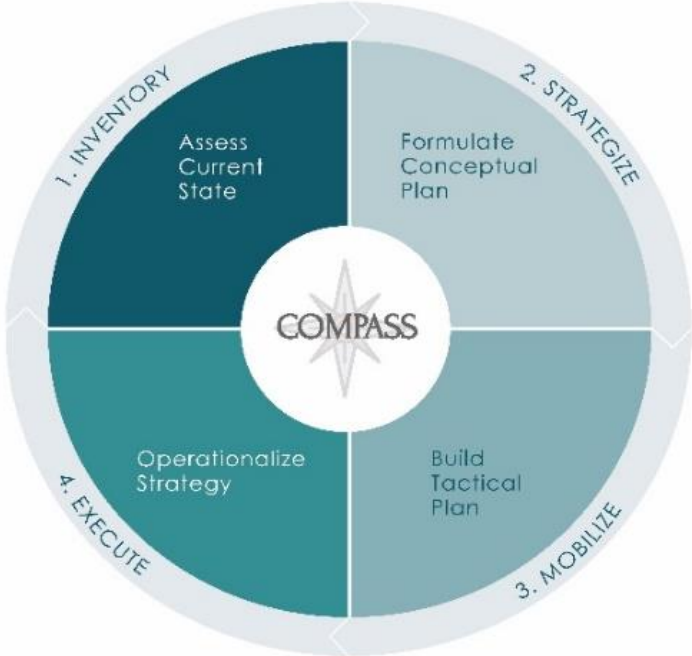 1. INVENTORY
Assess
Current
State
2. STRATEGIZE
Formulate
Conceptual
Plan
COMPASS
3. MOBILIZE
Build
Tactical
Plan
4. EXECUTE
Operationalize
Strategy